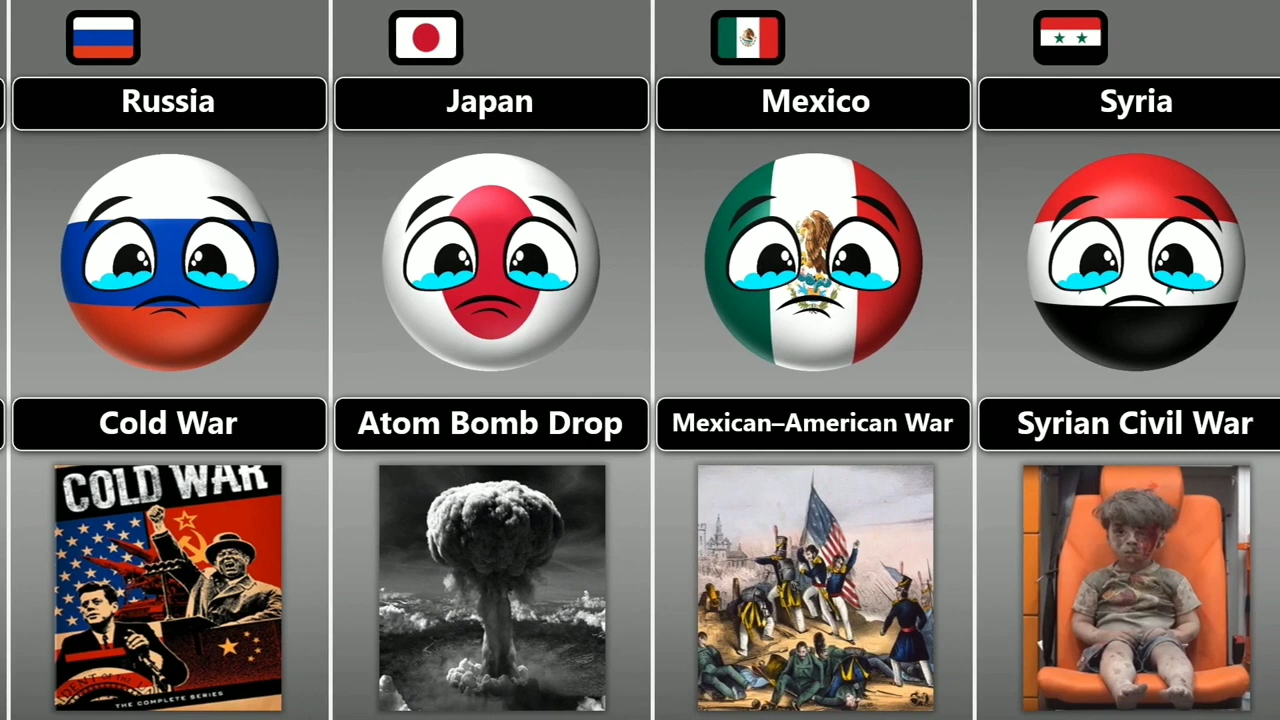 Russia
Japan
Mexico
Syria
Cold War
Atom Bomb Drop
Mexican–American War
Syrian Civil War
COLD WAR
THE COMPLETE SERIES